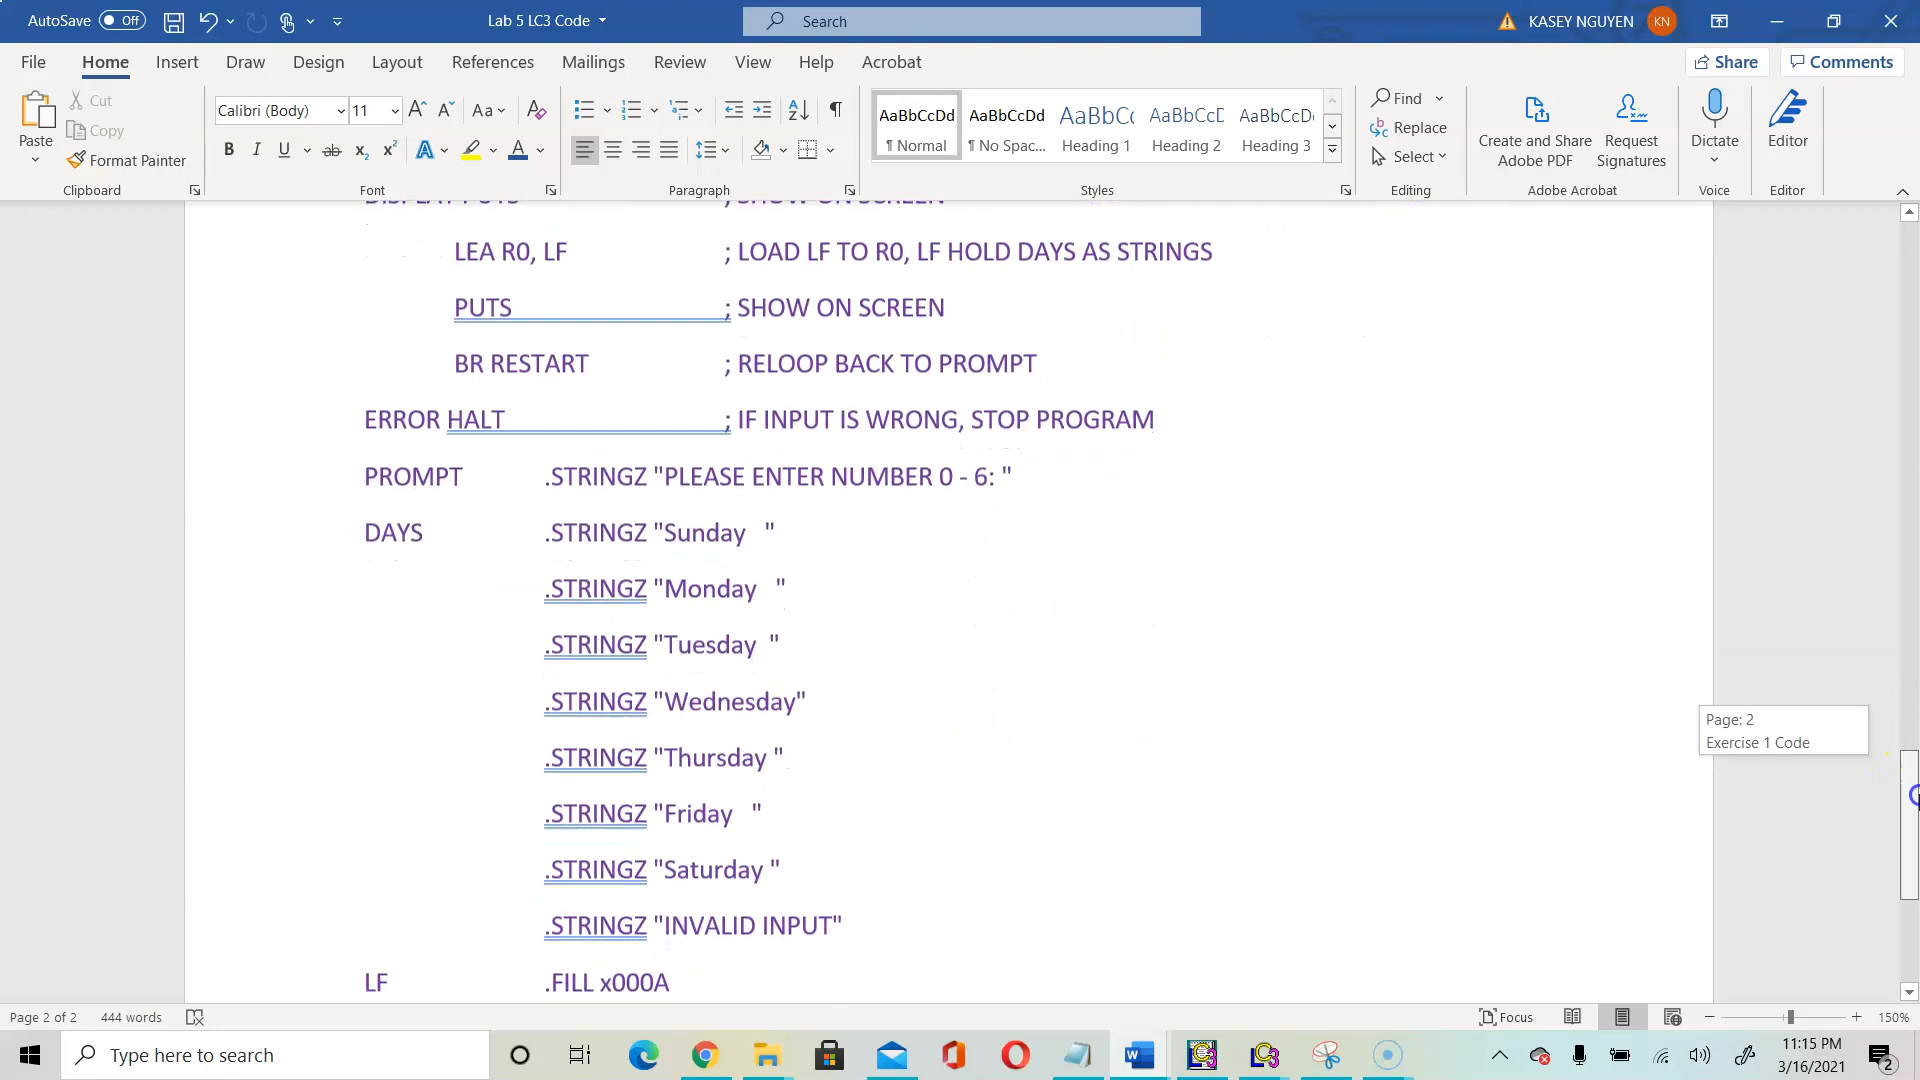 AutoSave Off
Lab 5 LC3 Code
Search
KASEY NGUYEN KN
File Home Insert Draw Design Layout References Mailings Review View Help Acrobat
Share Comments
Paste
Cut
Copy
Format Painter
Clipboard
Calibri (Body) 11
Font
Paragraph
AaBbCcDd
¶ Normal
AaBbCcDd
¶ No Spac...
AaBbCc
Heading 1
AaBbCcD
Heading 2
AaBbCcDd
Heading 3
Styles
Find
Replace
Select
Editing
Create and Share
Adobe PDF
Request
Signatures
Adobe Acrobat
Dictate
Voice
Editor
Editor
DISPLAY PUTS ; SHOW ON SCREEN
LEA R0, LF ; LOAD LF TO R0, LF HOLD DAYS AS STRINGS
PUTS ; SHOW ON SCREEN
BR RESTART ; RELOOP BACK TO PROMPT
ERROR HALT ; IF INPUT IS WRONG, STOP PROGRAM
PROMPT .STRINGZ "PLEASE ENTER NUMBER 0 - 6: "
DAYS .STRINGZ "Sunday   "
.STRINGZ "Monday   "
.STRINGZ "Tuesday  "
.STRINGZ "Wednesday"
.STRINGZ "Thursday "
.STRINGZ "Friday   "
.STRINGZ "Saturday "
.STRINGZ "INVALID INPUT"
LF .FILL x000A
Page: 2
Exercise 1 Code
Page 2 of 2 444 words
Focus
150%
Type here to search
11:15 PM
3/16/2021
2